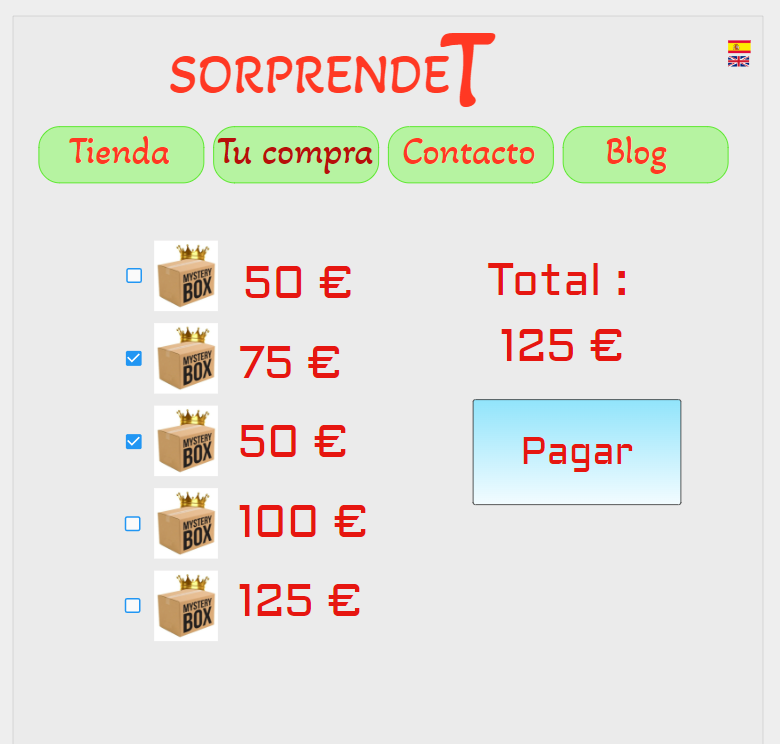 SORPRENDET
Tienda Tu compra Contacto Blog
MYSTERY
BOX
50 €
MYSTERY
BOX
75 €
MYSTERY
BOX
50 €
MYSTERY
BOX
100 €
MYSTERY
BOX
125 €
Total :
125 €
Pagar